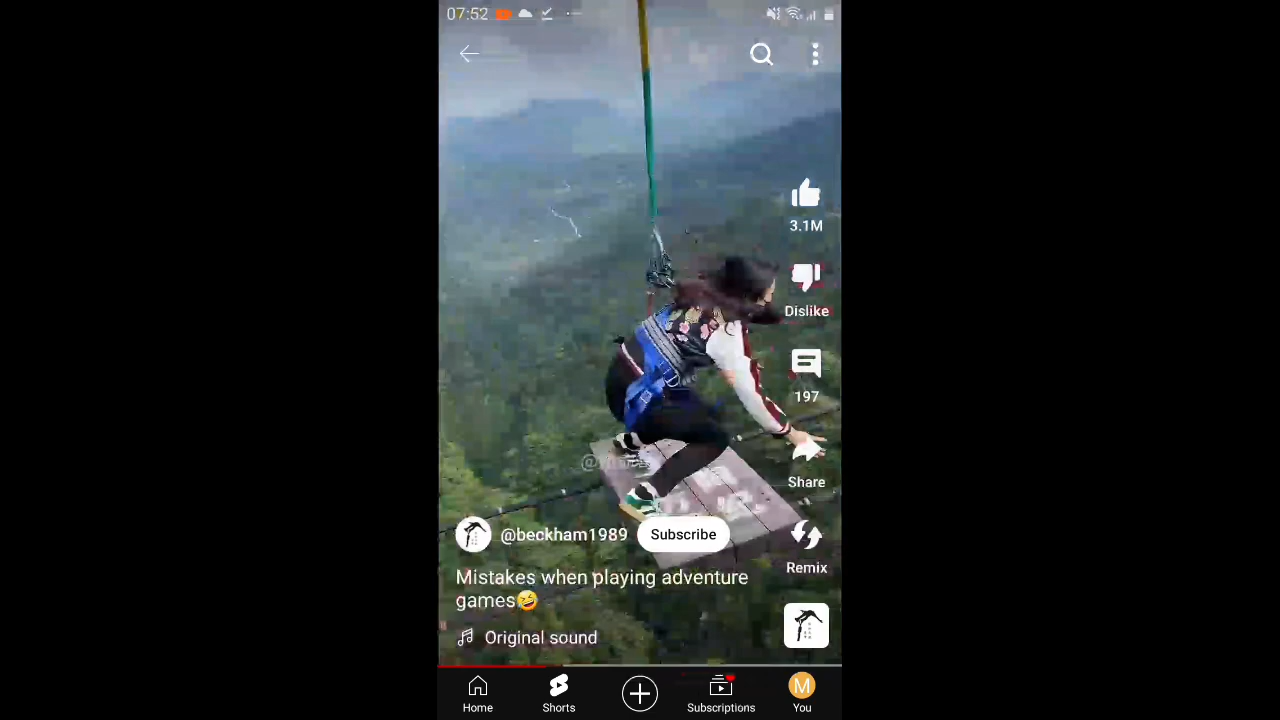 07:52
3.1M
Dislike
197
Share
@beckham1989 Subscribe
Remix
Mistakes when playing adventure
games🤣
Original sound
Home Shorts Subscriptions M You